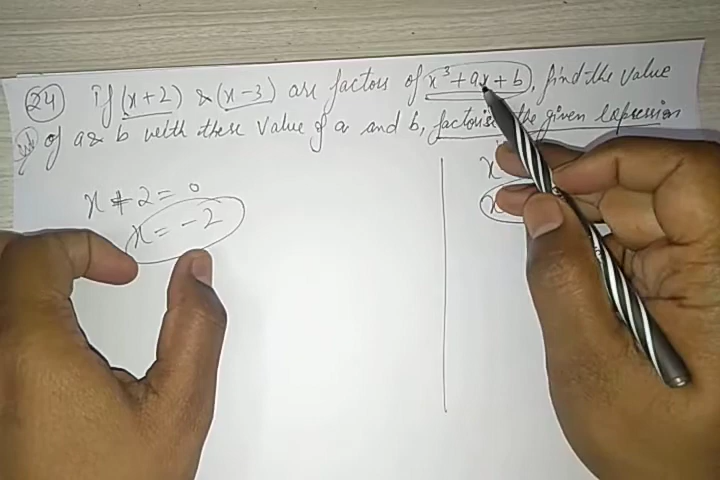 24 If (x+2) & (x-3) are factors of x³+ax+b, find the value
of a & b with these value of a and b, factorise the given expression
x+2=0
x=-2
x
x